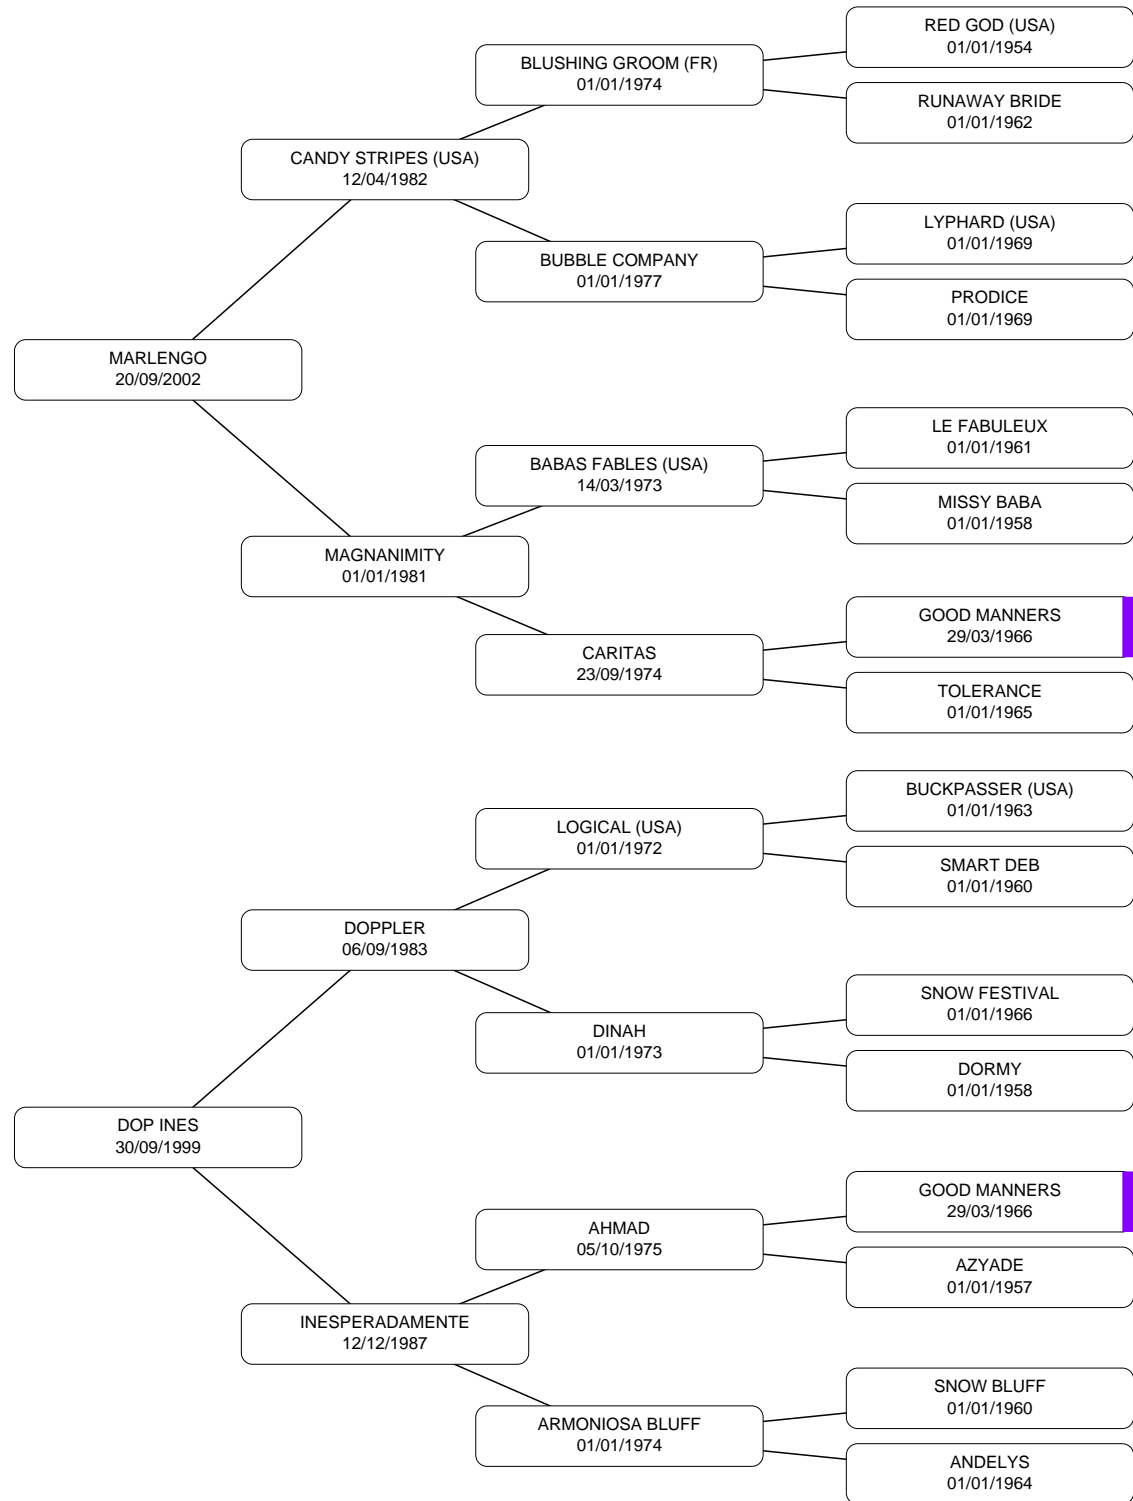 RED GOD (USA)
01/01/1954
BLUSHING GROOM (FR)
01/01/1974
RUNAWAY BRIDE
01/01/1962
CANDY STRIPES (USA)
12/04/1982
LYPHARD (USA)
01/01/1969
BUBBLE COMPANY
01/01/1977
PRODICE
01/01/1969
MARLENGO
20/09/2002
LE FABULEUX
01/01/1961
BABAS FABLES (USA)
14/03/1973
MISSY BABA
01/01/1958
MAGNANIMITY
01/01/1981
GOOD MANNERS
29/03/1966
CARITAS
23/09/1974
TOLERANCE
01/01/1965
BUCKPASSER (USA)
01/01/1963
LOGICAL (USA)
01/01/1972
SMART DEB
01/01/1960
DOPPLER
06/09/1983
SNOW FESTIVAL
01/01/1966
DINAH
01/01/1973
DORMY
01/01/1958
DOP INES
30/09/1999
GOOD MANNERS
29/03/1966
AHMAD
05/10/1975
AZYADE
01/01/1957
INESPERADAMENTE
12/12/1987
SNOW BLUFF
01/01/1960
ARMONIOSA BLUFF
01/01/1974
ANDELYS
01/01/1964